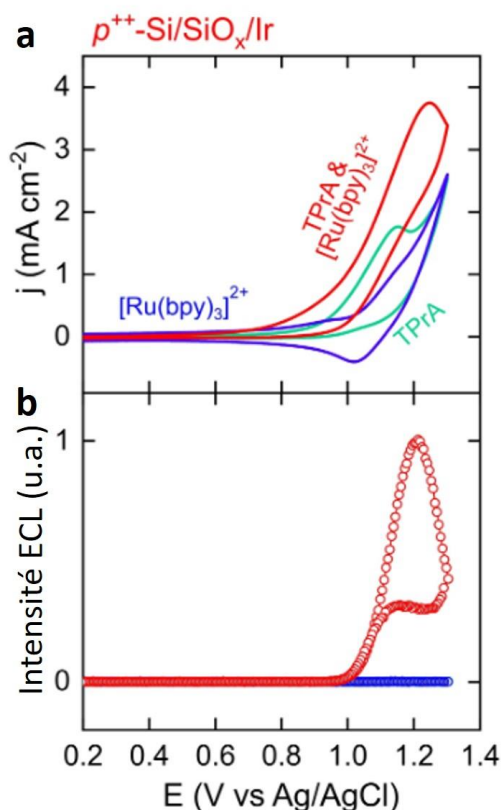 a
p⁺⁺-Si/SiOₓ/Ir
4
3
2
1
0
j (mA cm⁻²)
TPrA &
[Ru(bpy)₃]²⁺
[Ru(bpy)₃]²⁺
TPrA
b
1
0
Intensité ECL (u.a.)
0.2 0.4 0.6 0.8 1.0 1.2 1.4
E (V vs Ag/AgCl)